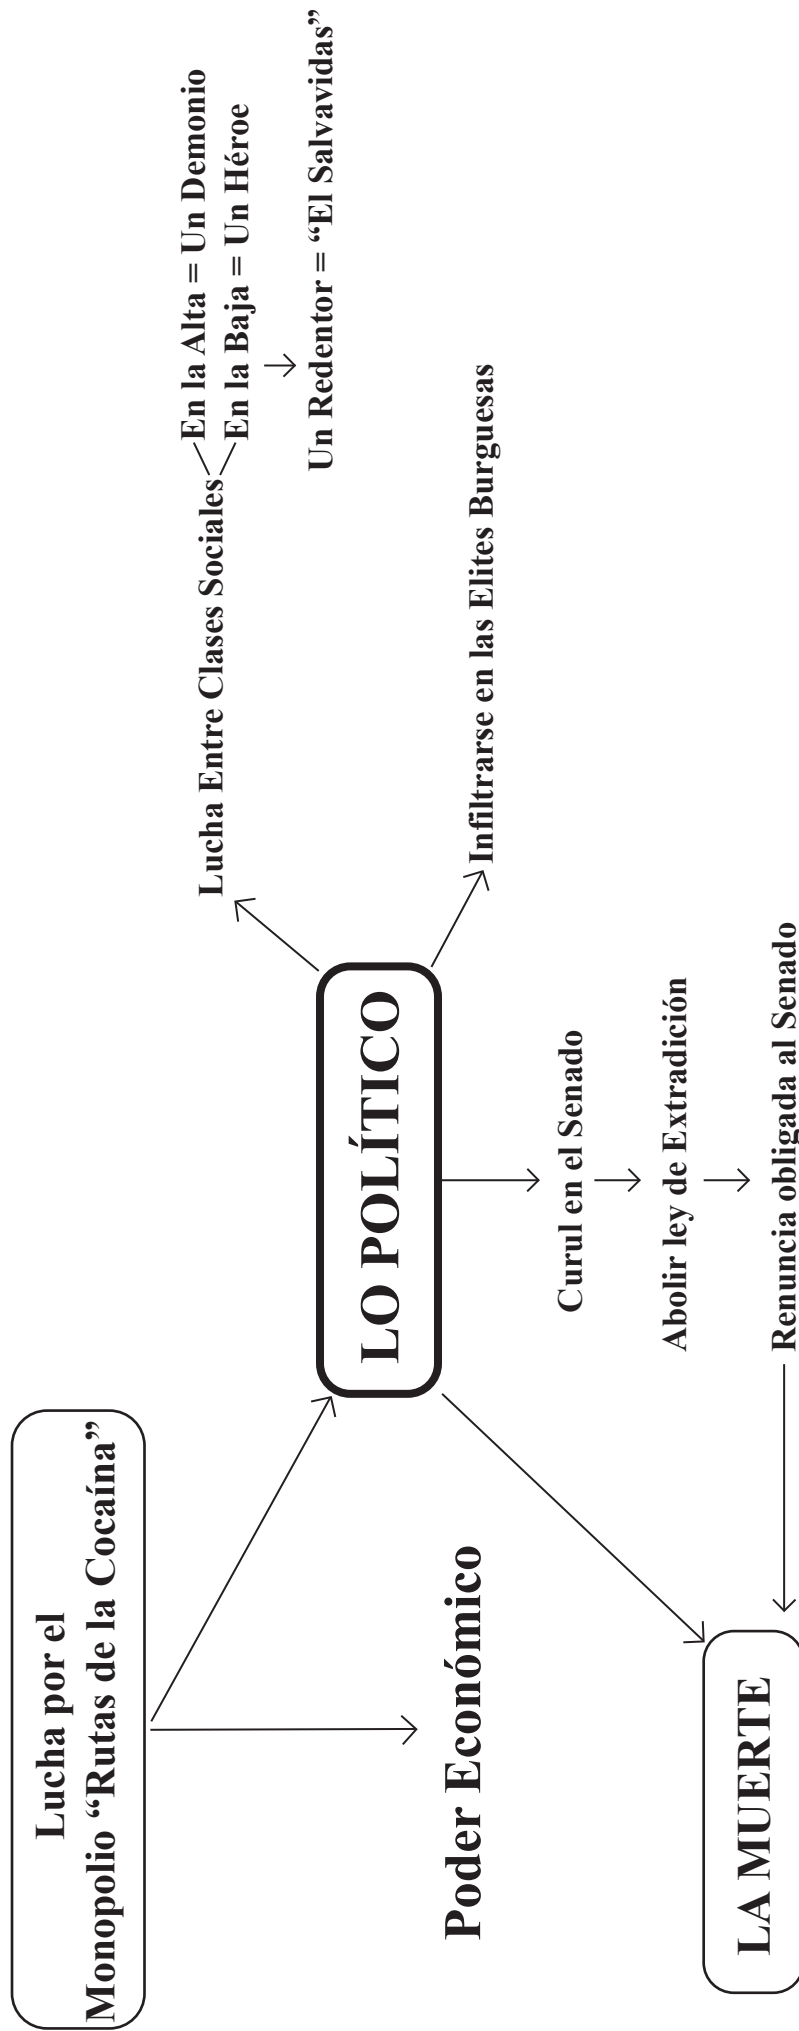 Lucha por el
Monopolio “Rutas de la Cocaína”
Poder Económico
LO POLÍTICO
Lucha Entre Clases Sociales
En la Alta = Un Demonio
En la Baja = Un Héroe
Un Redentor = “El Salvavidas”
Infiltrarse en las Elites Burguesas
Curul en el Senado
Abolir ley de Extradición
Renuncia obligada al Senado
LA MUERTE